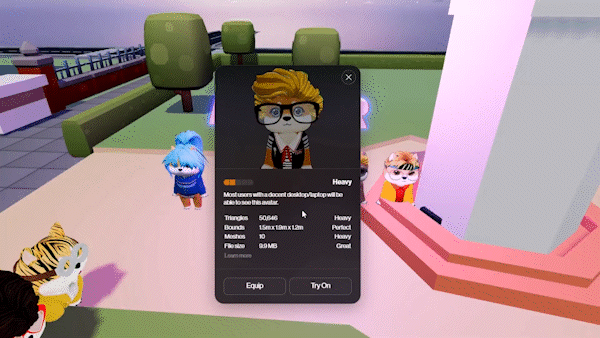 Heavy
Most users with a decent desktop/laptop will be
able to see this avatar.
Triangles 50,646 Heavy
Bounds 1.5m x 1.9m x 1.2m Perfect
Meshes 10 Heavy
File size 9.9 MB Great
Learn more
Equip Try On